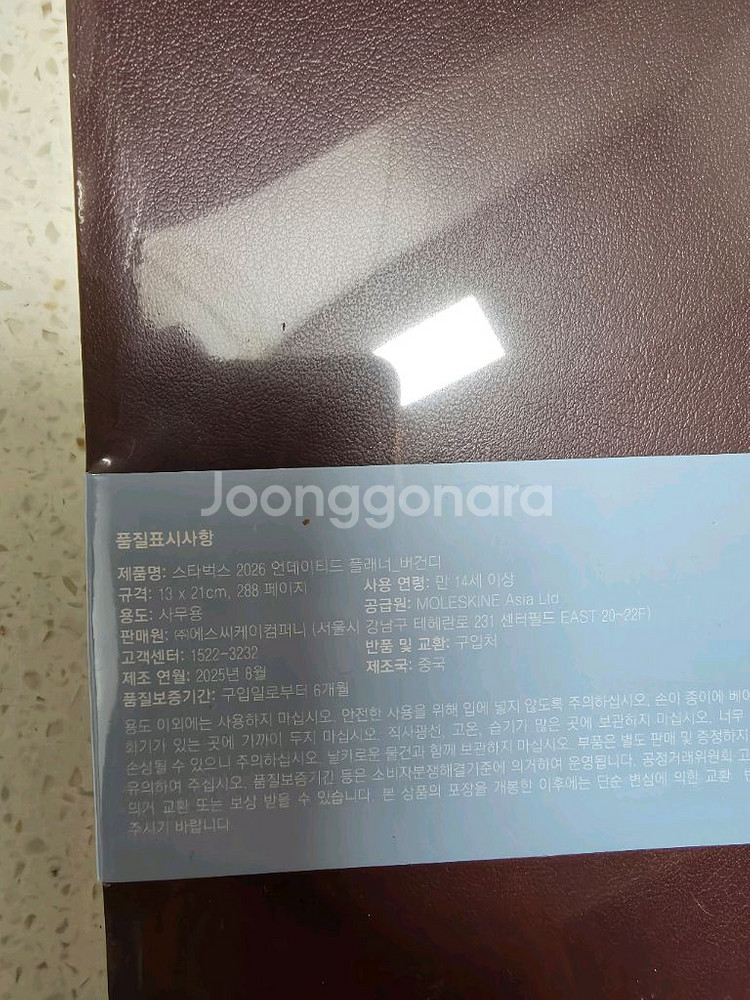 Joonggonara
품질표시사항
제품명: 스타벅스 2026 언데이티드 플래너_버건디
규격: 13 x 21cm, 288 페이지 사용 연령: 만 14세 이상
용도: 사무용 공급원: MOLESKINE Asia Ltd
판매원: ㈜에스씨케이컴퍼니 (서울시 강남구 테헤란로 231 센터필드 EAST 20-22F)
고객센터: 1522-3232 반품 및 교환: 구입처
제조 연월: 2025년 8월 제조국: 중국
품질보증기간: 구입일로부터 6개월
용도 이외에는 사용하지 마십시오. 안전한 사용을 위해 입에 넣지 않도록 주의하십시오. 손이 종이에 베이
화기가 있는 곳에 가까이 두지 마십시오. 직사광선, 고온, 습기가 많은 곳에 보관하지 마십시오. 너무
손상될 수 있으니 주의하십시오. 날카로운 물건과 함께 보관하지 마십시오. 부품은 별도 판매 및 증정하지
유의하여 주십시오. 품질보증기간 등은 소비자분쟁해결기준에 의거하여 운영됩니다. 공정거래위원회 고
의거 교환 또는 보상 받을 수 있습니다. 본 상품의 포장을 개봉한 이후에는 단순 변심에 의한 교환
주시기 바랍니다